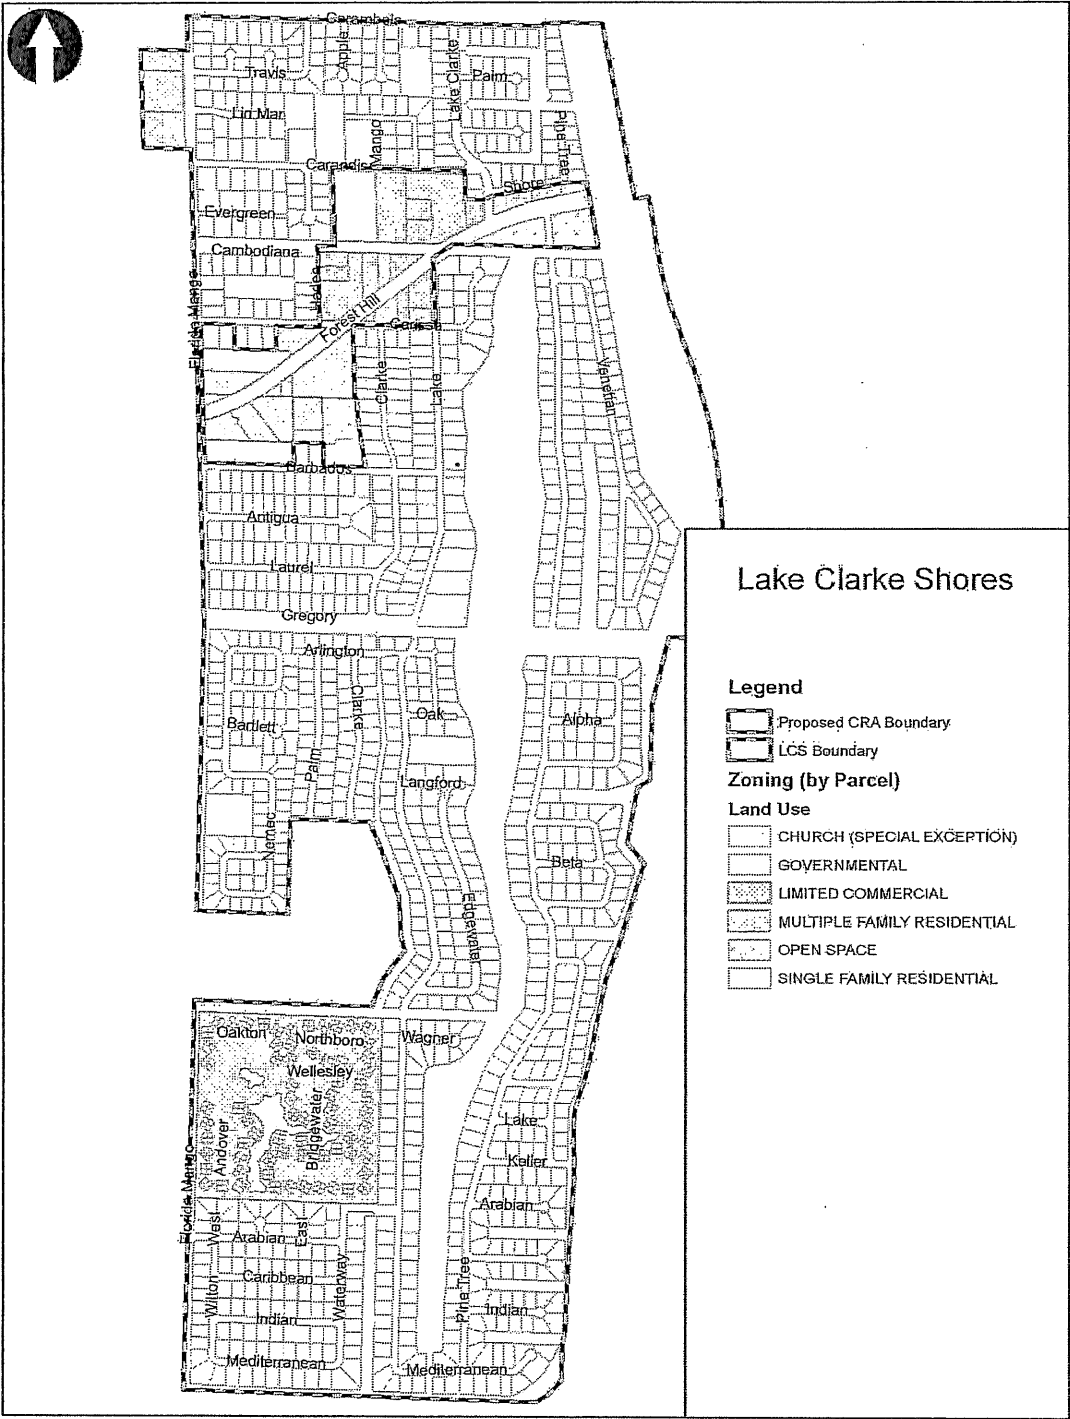 Carambola
Apple
Lake Clarke
Travis
Palm
Lin Mar
Mango
Pine Tree
Carandis
Shore
Evergreen
Cambodiana
Florida Mango
Forest Hill
Clarke
Lake
Venetian
Barbados
Antigua
Laurel
Gregory
Arlington
Clarke
Oak
Alpha
Bartlett
Palm
Langford
Nemec
Beta
Edgewater
Oakton
Northboro
Wagner
Wellesley
Bridgewater
Andover
Lake
Keller
Florida Mango
Arabian
West
East
Arabian
Caribbean
Waterway
Wilton
Pine Tree
Indian
Indian
Mediterranean
Mediterranean
Lake Clarke Shores
Legend
Proposed CRA Boundary
LCS Boundary
Zoning (by Parcel)
Land Use
CHURCH (SPECIAL EXCEPTION)
GOVERNMENTAL
LIMITED COMMERCIAL
MULTIPLE FAMILY RESIDENTIAL
OPEN SPACE
SINGLE FAMILY RESIDENTIAL